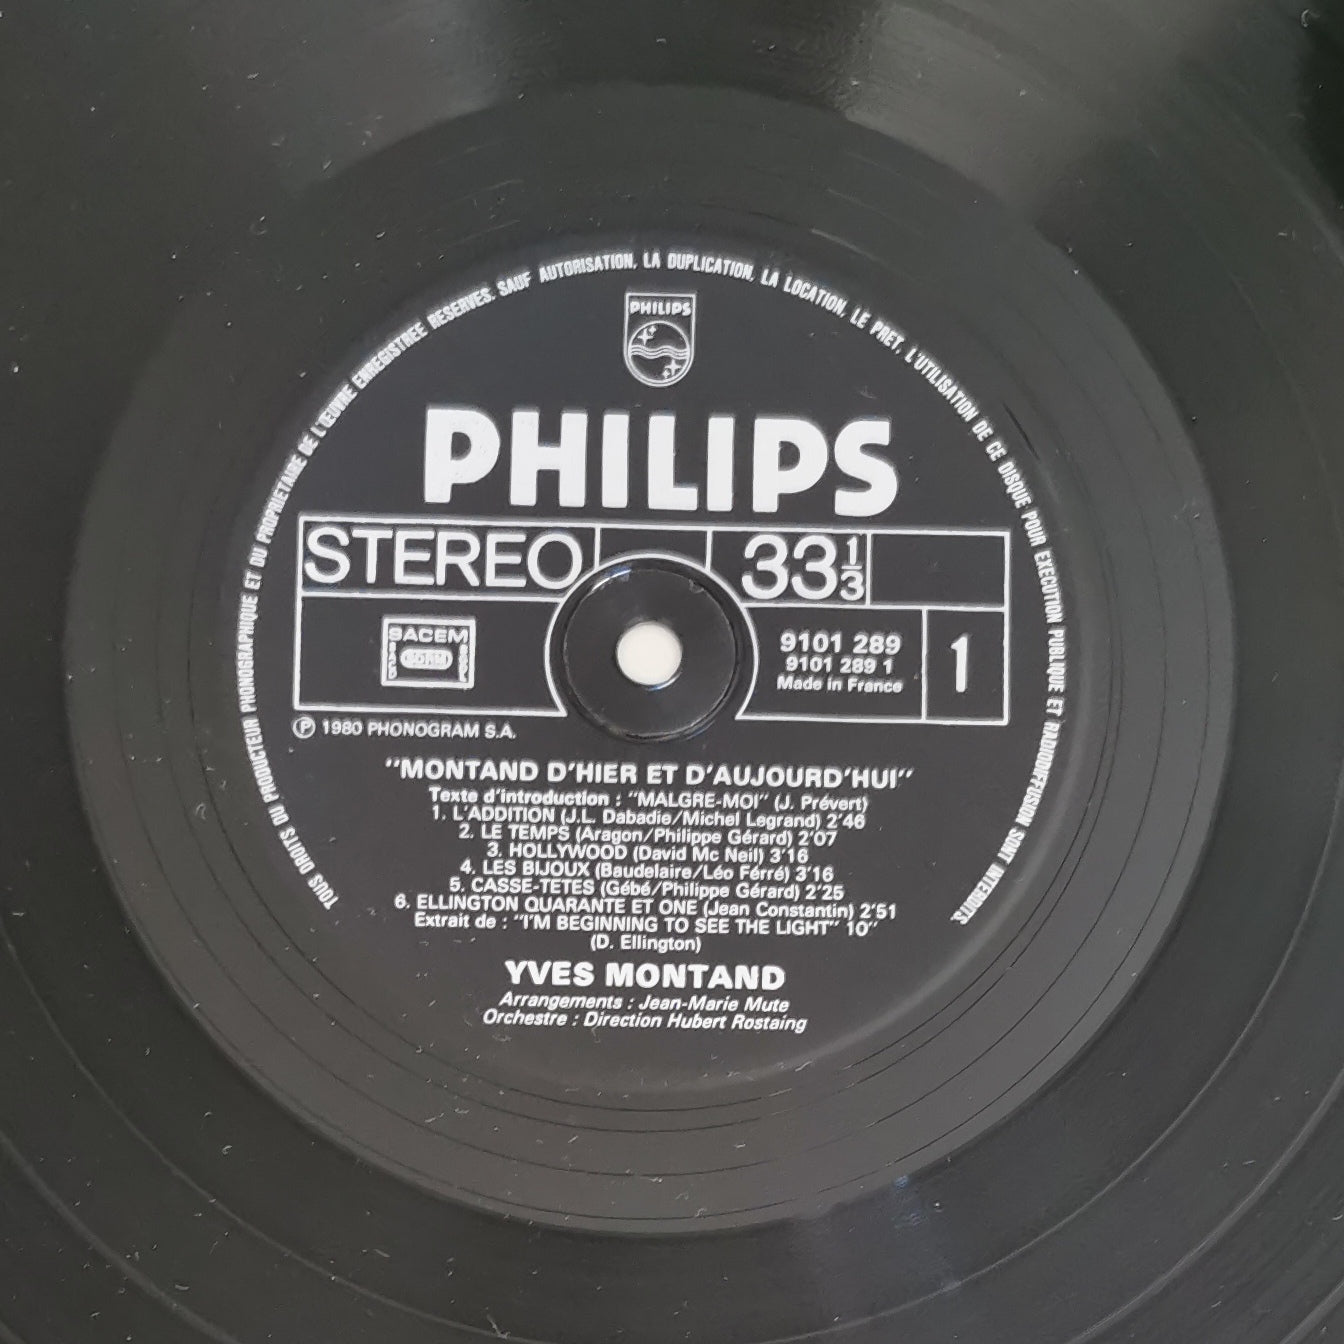 TOUS DROITS DU PRODUCTEUR PHONOGRAPHIQUE ET DU PROPRIETAIRE DE L'ŒUVRE ENREGISTREE RESERVES. SAUF AUTORISATION, LA DUPLICATION, LA LOCATION, LE PRET, L'UTILISATION DE CE DISQUE POUR EXECUTION PUBLIQUE ET RADIODIFFUSION SONT INTERDITS.
PHILIPS
PHILIPS
STEREO 33 1/3
SACEM
9101 289
9101 289 1
Made in France
1
Ⓟ 1980 PHONOGRAM S.A.
"MONTAND D'HIER ET D'AUJOURD'HUI"
Texte d'introduction : "MALGRE-MOI" (J. Prévert)
1. L'ADDITION (J.L. Dabadie/Michel Legrand) 2'46
2. LE TEMPS (Aragon/Philippe Gérard) 2'07
3. HOLLYWOOD (David Mc Neil) 3'16
4. LES BIJOUX (Baudelaire/Léo Férré) 3'16
5. CASSE-TETES (Gébé/Philippe Gérard) 2'25
6. ELLINGTON QUARANTE ET ONE (Jean Constantin) 2'51
Extrait de : "I'M BEGINNING TO SEE THE LIGHT" 10''
(D. Ellington)
YVES MONTAND
Arrangements : Jean-Marie Mute
Orchestre : Direction Hubert Rostaing